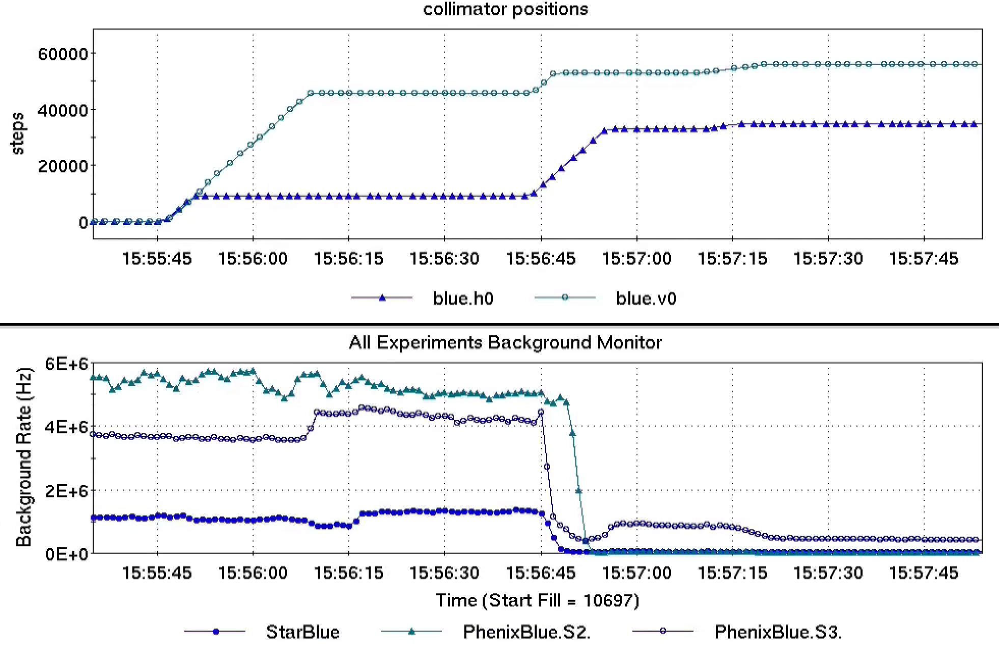 collimator positions
60000
40000
20000
0
steps
15:55:45 15:56:00 15:56:15 15:56:30 15:56:45 15:57:00 15:57:15 15:57:30 15:57:45
blue.h0 blue.v0
All Experiments Background Monitor
6E+6
4E+6
2E+6
0E+0
Background Rate (Hz)
15:55:45 15:56:00 15:56:15 15:56:30 15:56:45 15:57:00 15:57:15 15:57:30 15:57:45
Time (Start Fill = 10697)
StarBlue PhenixBlue.S2. PhenixBlue.S3.